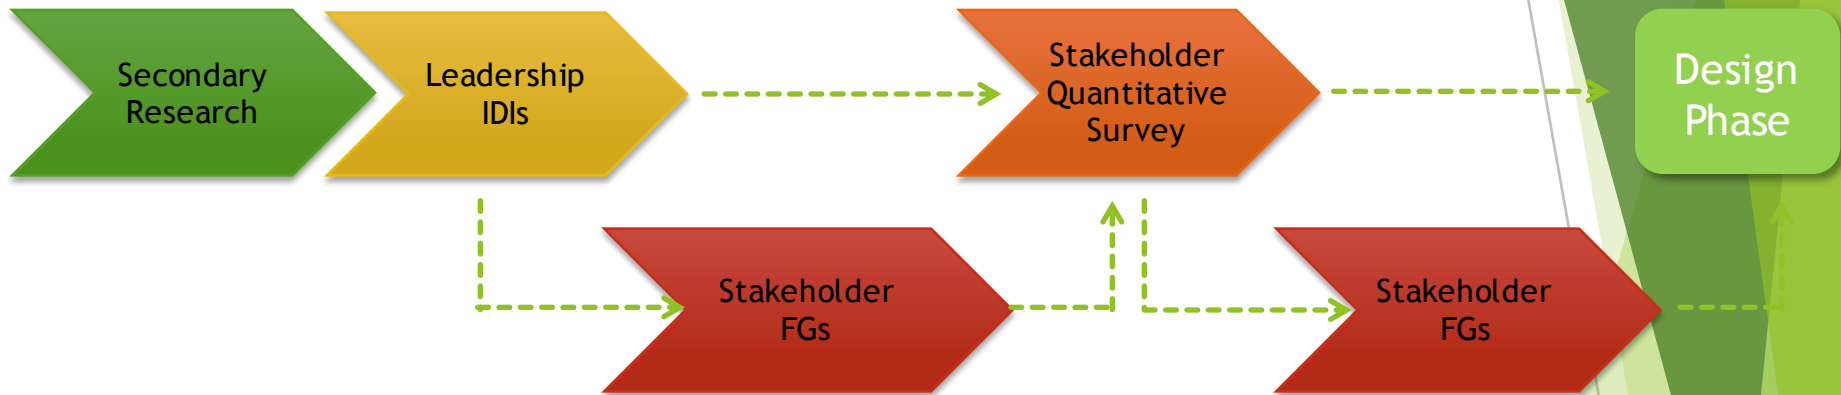 Secondary
Research
Leadership
IDIs
Stakeholder
Quantitative
Survey
Design
Phase
Stakeholder
FGs
Stakeholder
FGs